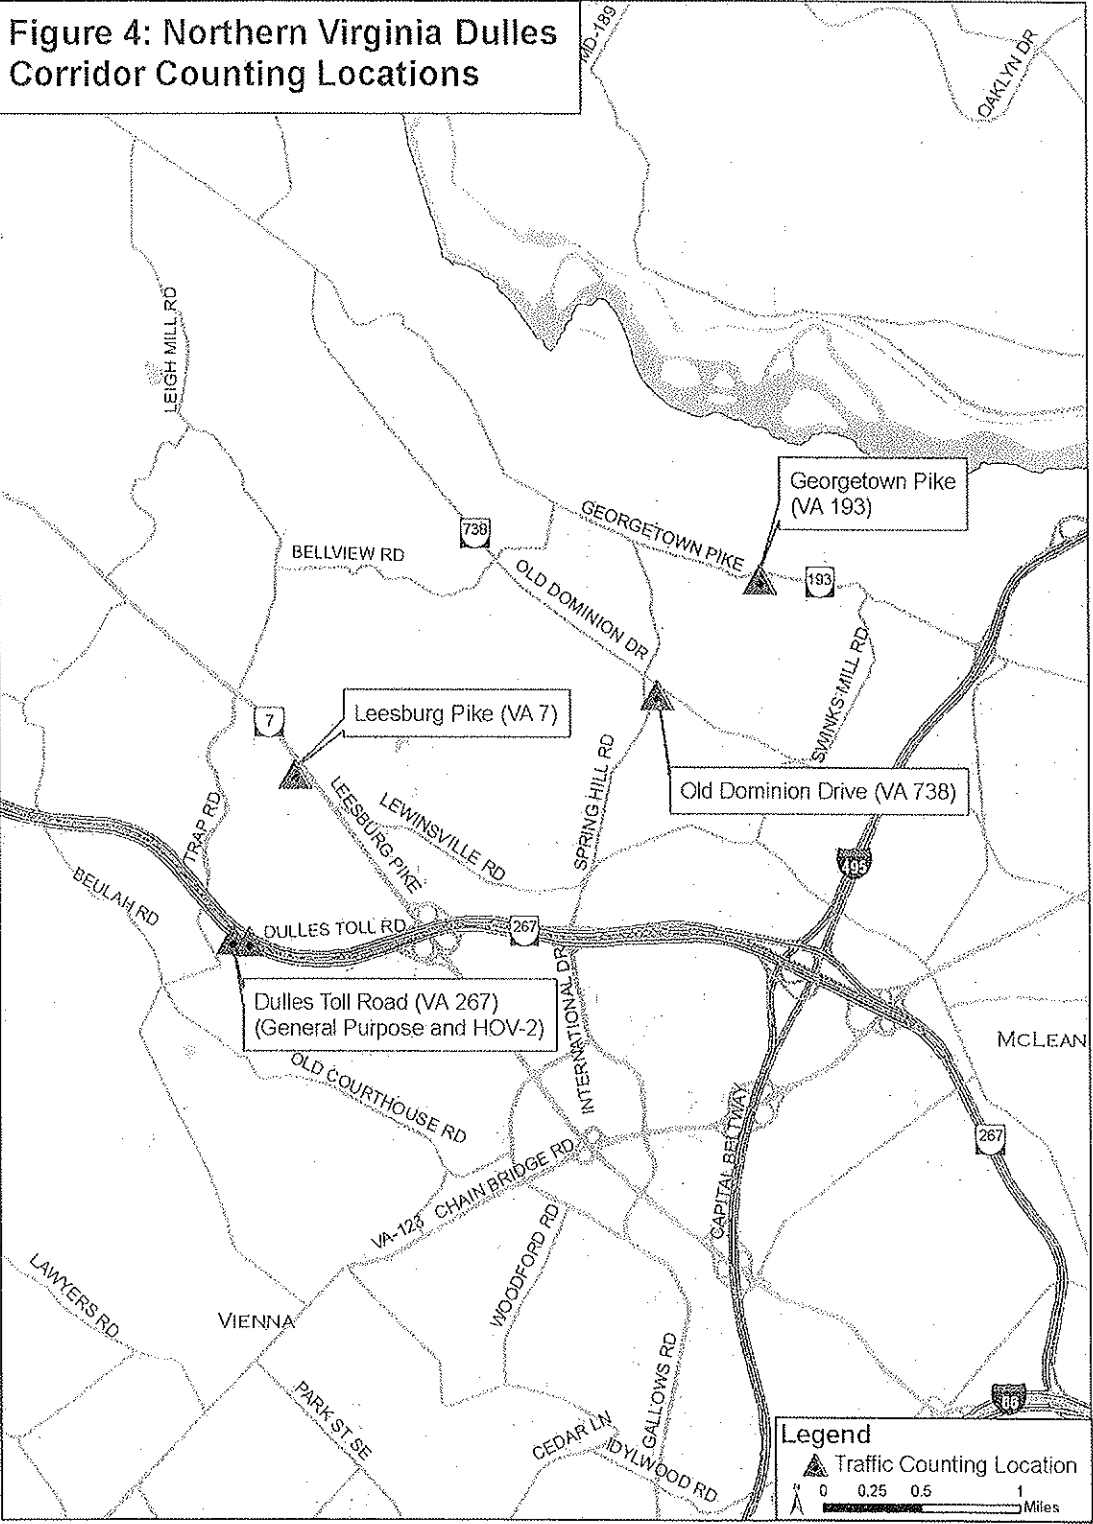 Figure 4: Northern Virginia Dulles
Corridor Counting Locations
MD-189
OAKLYN DR
LEIGH MILL RD
Georgetown Pike
(VA 193)
GEORGETOWN PIKE
738
BELLVIEW RD
OLD DOMINION DR
193
SWINKS MILL RD
7
Leesburg Pike (VA 7)
SPRING HILL RD
Old Dominion Drive (VA 738)
LEESBURG PIKE
LEWINSVILLE RD
TRAP RD
495
BEULAH RD
DULLES TOLL RD
267
Dulles Toll Road (VA 267)
(General Purpose and HOV-2)
INTERNATIONAL DR
MCLEAN
OLD COURTHOUSE RD
CAPITAL BELTWAY
267
VA-123 CHAIN BRIDGE RD
WOODFORD RD
LAWYERS RD
VIENNA
GALLOWS RD
PARK ST SE
66
CEDAR LN
IDYLWOOD RD
Legend
Traffic Counting Location
N
0 0.25 0.5 1
Miles